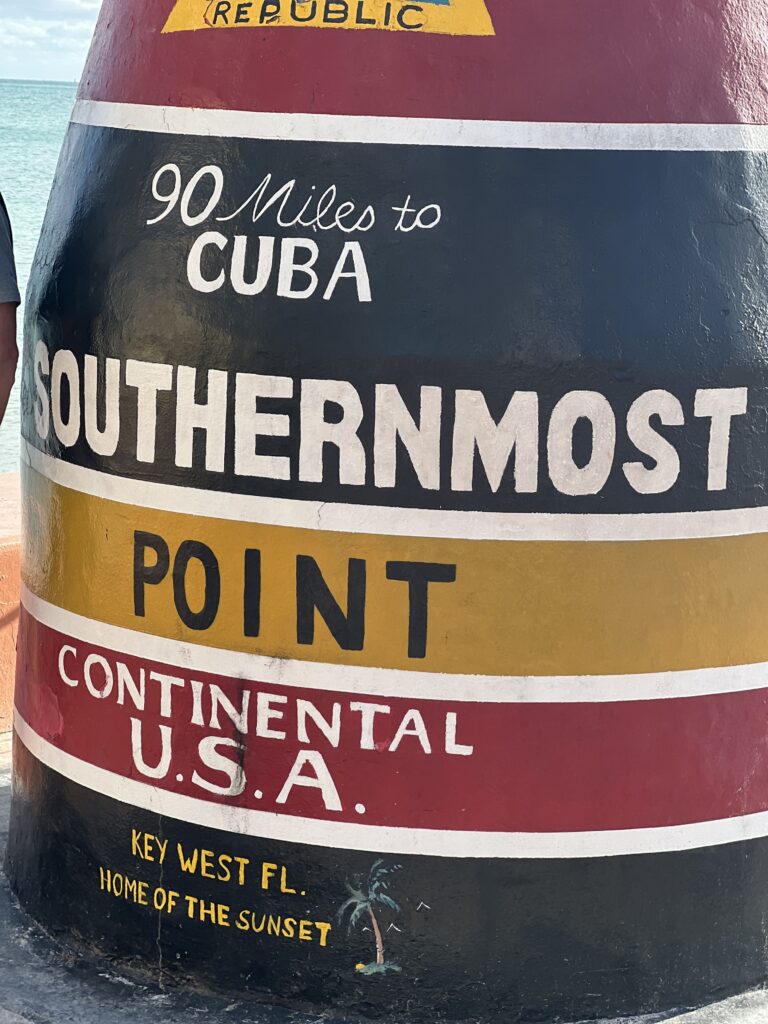 REPUBLIC
90 Miles to
CUBA
SOUTHERNMOST
POINT
CONTINENTAL
U.S.A.
KEY WEST FL.
HOME OF THE SUNSET